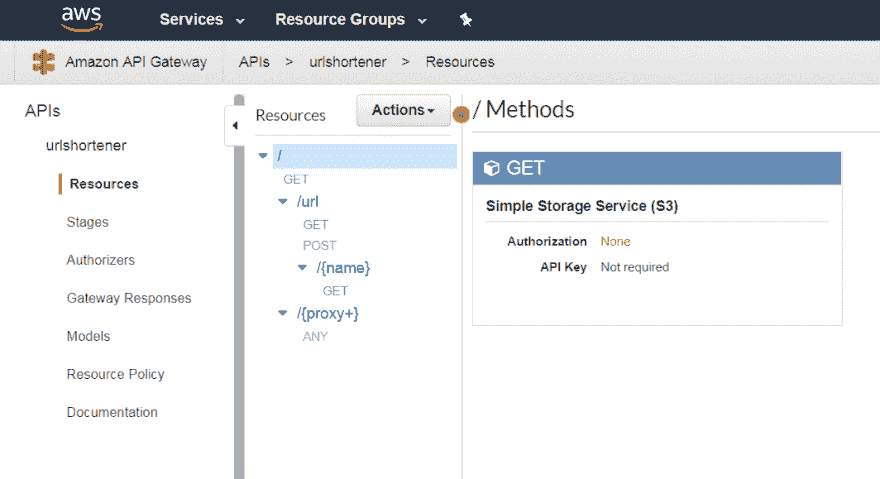 aws Services Resource Groups
Amazon API Gateway APIs > urlshortener > Resources
APIs
urlshortener
Resources
Stages
Authorizers
Gateway Responses
Models
Resource Policy
Documentation
Resources Actions
/
GET
/url
GET
POST
/{name}
GET
/{proxy+}
ANY
/ Methods
GET
Simple Storage Service (S3)
Authorization None
API Key Not required